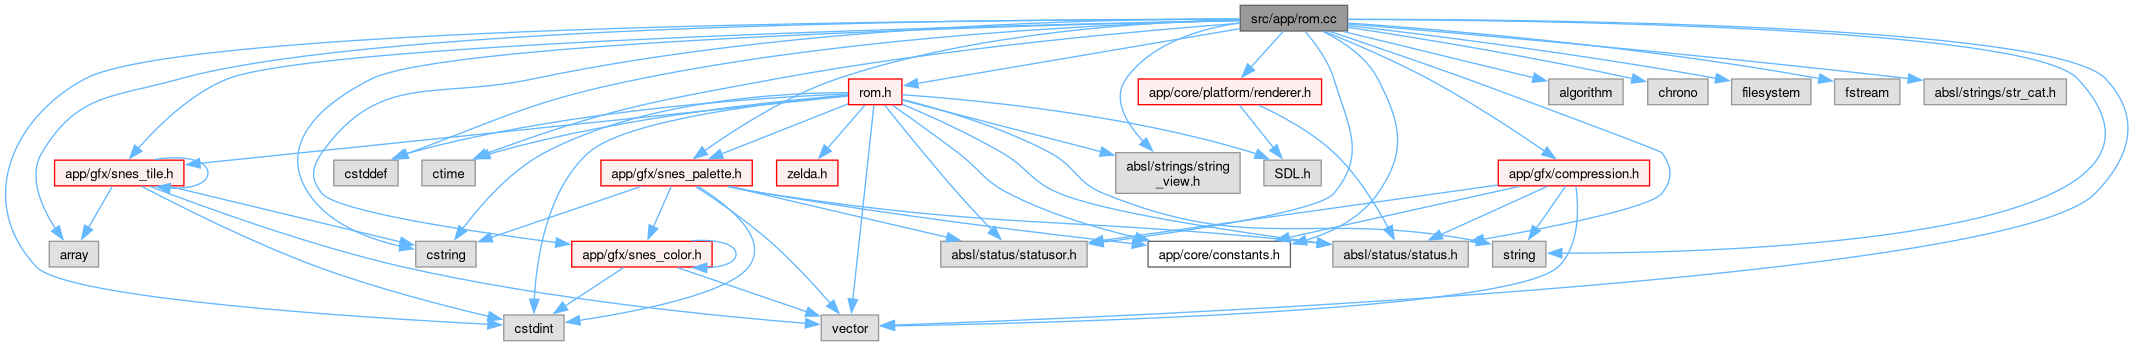 src/app/rom.cc
rom.h
app/core/platform/renderer.h
algorithm
chrono
filesystem
fstream
absl/strings/str_cat.h
app/gfx/snes_tile.h
cstddef
ctime
app/gfx/snes_palette.h
zelda.h
absl/strings/string
_view.h
SDL.h
app/gfx/compression.h
array
cstring
app/gfx/snes_color.h
absl/status/statusor.h
app/core/constants.h
absl/status/status.h
string
cstdint
vector